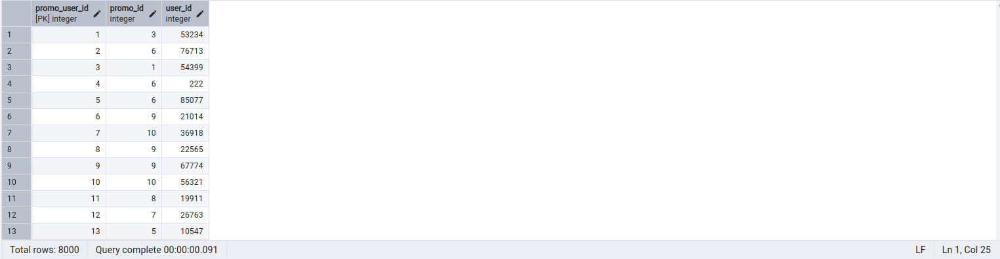 promo_user_id promo_id user_id
[PK] integer integer integer
1 1 3 53234
2 2 6 76713
3 3 1 54399
4 4 6 222
5 5 6 85077
6 6 9 21014
7 7 10 36918
8 8 9 22565
9 9 9 67774
10 10 10 56321
11 11 8 19911
12 12 7 26763
13 13 5 10547
Total rows: 8000 Query complete 00:00:00.091 LF Ln 1, Col 25